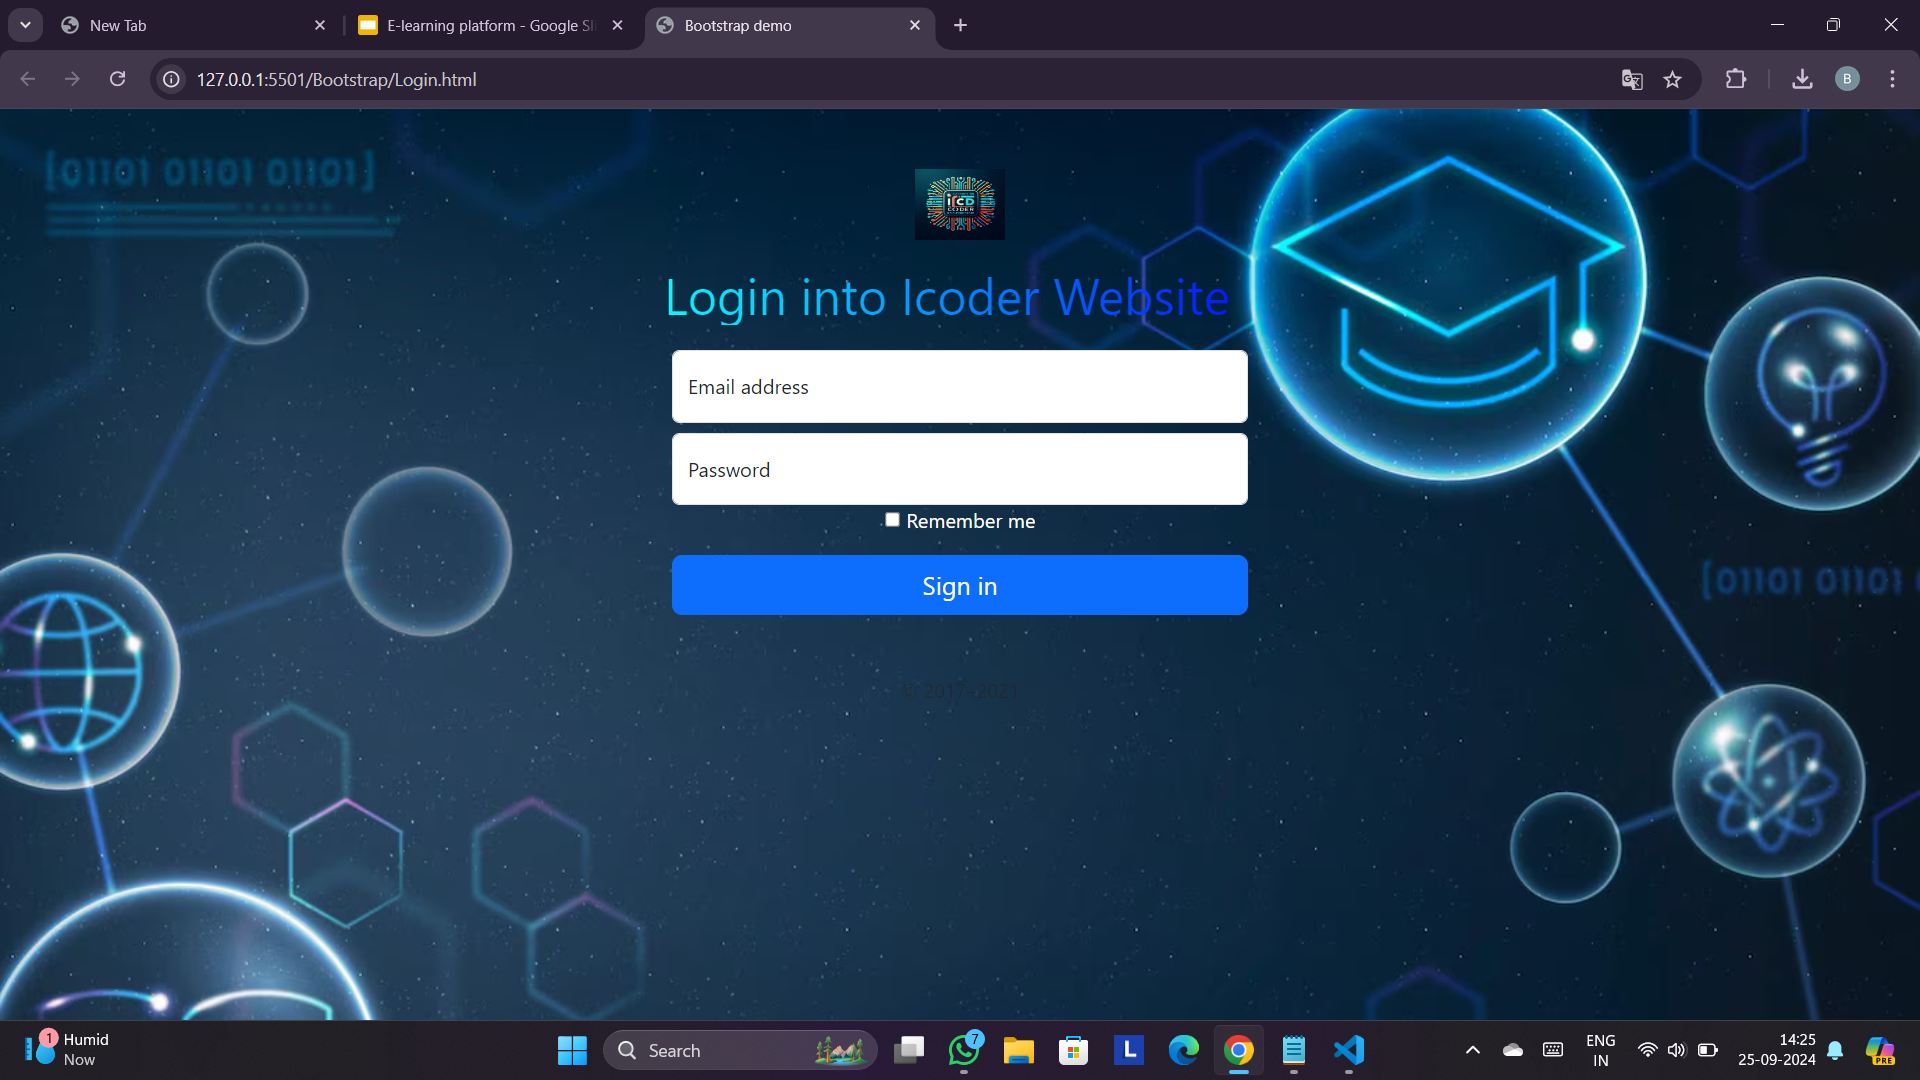 New Tab
E-learning platform - Google Sli
Bootstrap demo
127.0.0.1:5501/Bootstrap/Login.html
B
[01101 01101 01101]
CODER
Login into Icoder Website
Email address
Password
Remember me
Sign in
[01101 01101
© 2017–2021
1
Humid
Now
Search
7
L
ENG
IN
14:25
25-09-2024
PRE